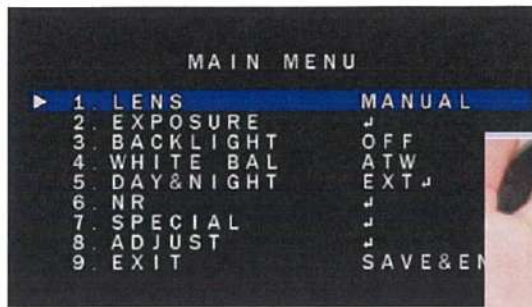 MAIN MENU
▶ 1. LENS MANUAL
2. EXPOSURE ↲
3. BACKLIGHT OFF
4. WHITE BAL ATW
5. DAY&NIGHT EXT↲
6. NR ↲
7. SPECIAL ↲
8. ADJUST ↲
9. EXIT SAVE&EN